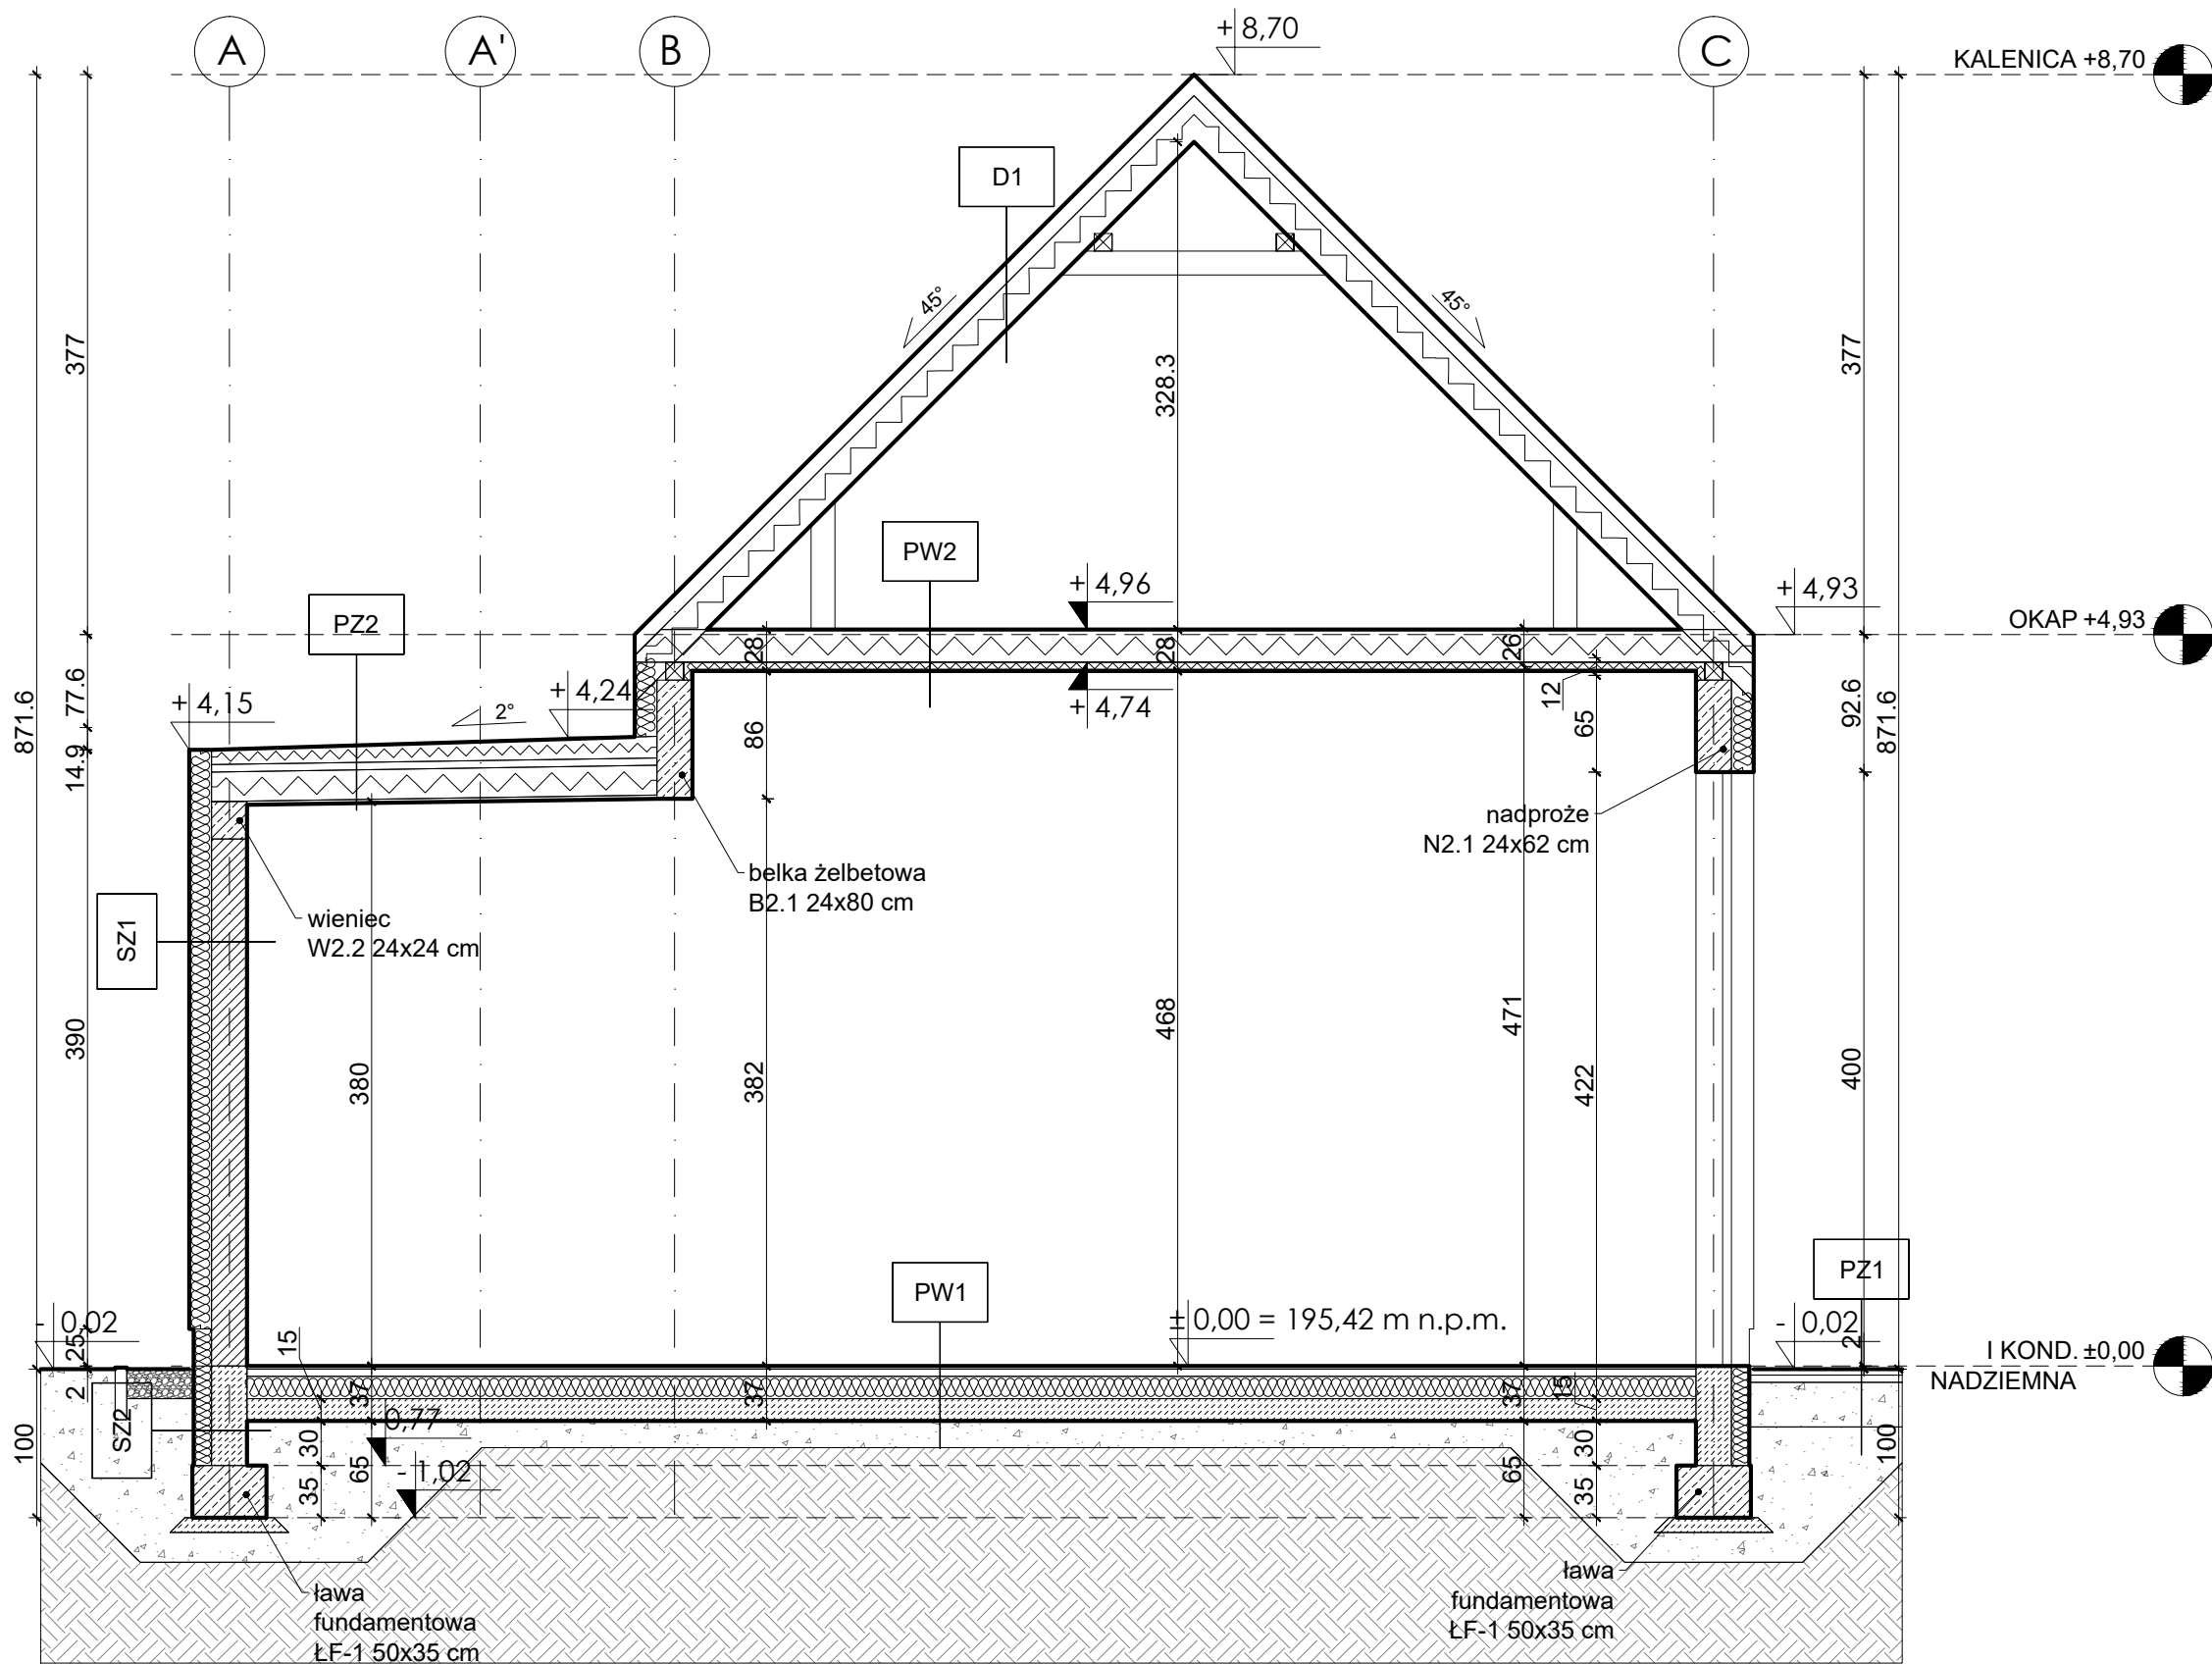 A
A'
B
C
+ 8,70
KALENICA +8,70
D1
45°
45°
377
328.3
377
PW2
+ 4,96
+ 4,93
OKAP +4,93
PZ2
28
28
26
+ 4,15
2°
+ 4,24
+ 4,74
12
65
86
871.6
77.6
14.9
92.6
871.6
nadproże
N2.1 24x62 cm
belka żelbetowa
B2.1 24x80 cm
wieniec
W2.2 24x24 cm
SZ1
390
380
382
468
471
422
400
PW1
PZ1
± 0,00 = 195,42 m n.p.m.
- 0,02
- 0,02
I KOND. ±0,00
NADZIEMNA
25
2
2
15
37
37
37
15
SZ2
100
0,77
- 1,02
30
35
65
65
30
35
100
ława
fundamentowa
ŁF-1 50x35 cm
ława
fundamentowa
ŁF-1 50x35 cm